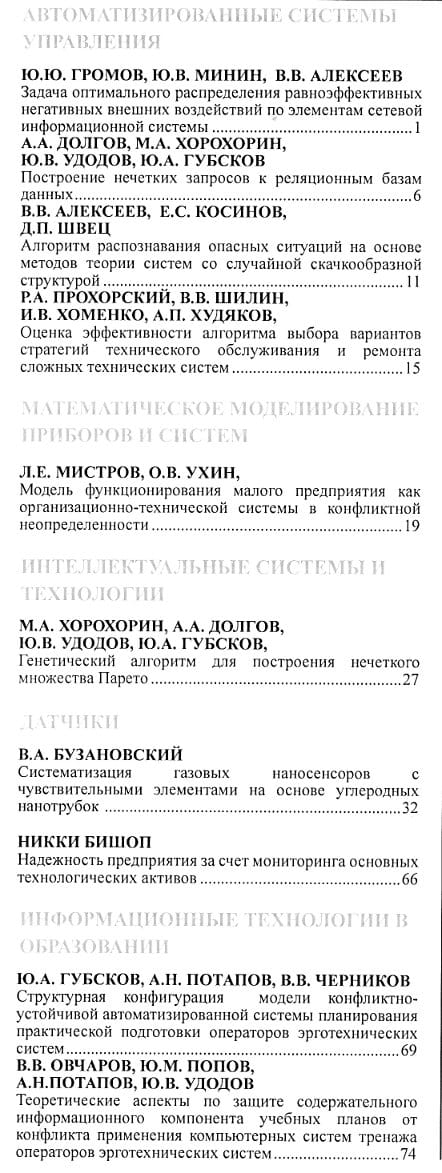 АВТОМАТИЗИРОВАННЫЕ СИСТЕМЫ
УПРАВЛЕНИЯ
Ю.Ю. ГРОМОВ, Ю.В. МИНИН, В.В. АЛЕКСЕЕВ
Задача оптимального распределения равноэффективных
негативных внешних воздействий по элементам сетевой
информационной системы ....................................1
А.А. ДОЛГОВ, М.А. ХОРОХОРИН,
Ю.В. УДОДОВ, Ю.А. ГУБСКОВ
Построение нечетких запросов к реляционным базам
данных..........................................................6
В.В. АЛЕКСЕЕВ, Е.С. КОСИНОВ,
Д.П. ШВЕЦ
Алгоритм распознавания опасных ситуаций на основе
методов теории систем со случайной скачкообразной
структурой ......................................................11
Р.А. ПРОХОРСКИЙ, В.В. ШИЛИН,
И.В. ХОМЕНКО, А.П. ХУДЯКОВ,
Оценка эффективности алгоритма выбора вариантов
стратегий технического обслуживания и ремонта
сложных технических систем ...............................15
МАТЕМАТИЧЕСКОЕ МОДЕЛИРОВАНИЕ
ПРИБОРОВ И СИСТЕМ
Л.Е. МИСТРОВ, О.В. УХИН,
Модель функционирования малого предприятия как
организационно-технической системы в конфликтной
неопределенности .............................................19
ИНТЕЛЛЕКТУАЛЬНЫЕ СИСТЕМЫ И
ТЕХНОЛОГИИ
М.А. ХОРОХОРИН, А.А. ДОЛГОВ,
Ю.В. УДОДОВ, Ю.А. ГУБСКОВ,
Генетический алгоритм для построения нечеткого
множества Парето .............................................27
ДАТЧИКИ
В.А. БУЗАНОВСКИЙ
Систематизация газовых наносенсоров с
чувствительными элементами на основе углеродных
нанотрубок .....................................................32
НИККИ БИШОП
Надежность предприятия за счет мониторинга основных
технологических активов ....................................66
ИНФОРМАЦИОННЫЕ ТЕХНОЛОГИИ В
ОБРАЗОВАНИИ
Ю.А. ГУБСКОВ, А.Н. ПОТАПОВ, В.В. ЧЕРНИКОВ
Структурная конфигурация модели конфликтно-
устойчивой автоматизированной системы планирования
практической подготовки операторов эрготехнических
систем............................................................69
В.В. ОВЧАРОВ, Ю.М. ПОПОВ,
А.Н.ПОТАПОВ, Ю.В. УДОДОВ
Теоретические аспекты по защите содержательного
информационного компонента учебных планов от
конфликта применения компьютерных систем тренажа
операторов эрготехнических систем......................74